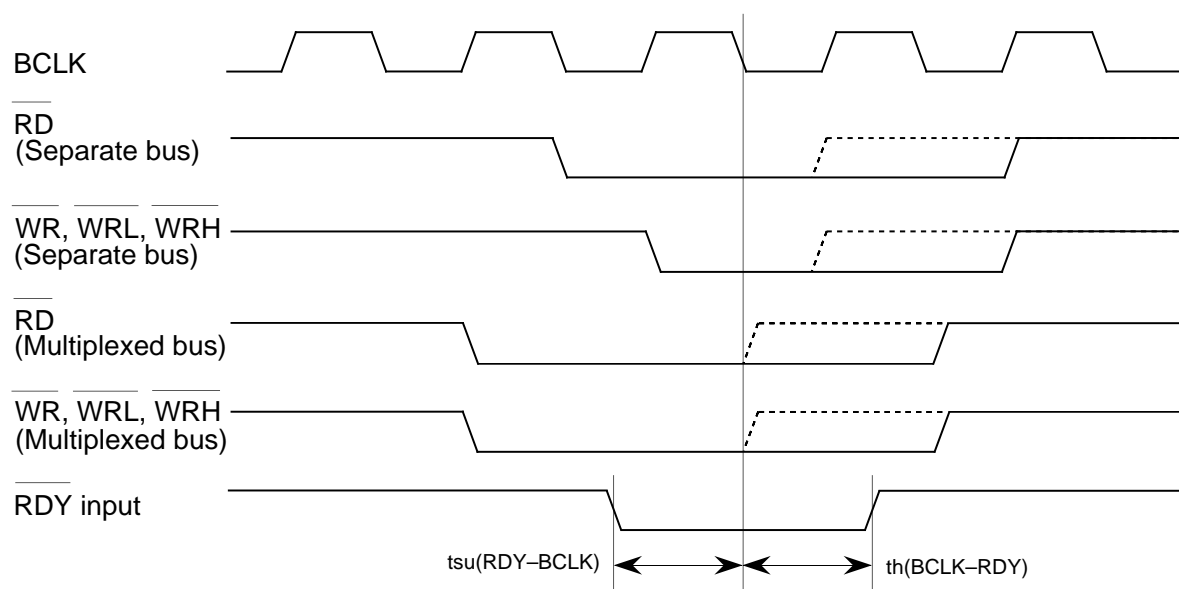 BCLK
RD
(Separate bus)
WR, WRL, WRH
(Separate bus)
RD
(Multiplexed bus)
WR, WRL, WRH
(Multiplexed bus)
RDY input
tsu(RDY–BCLK)
th(BCLK–RDY)